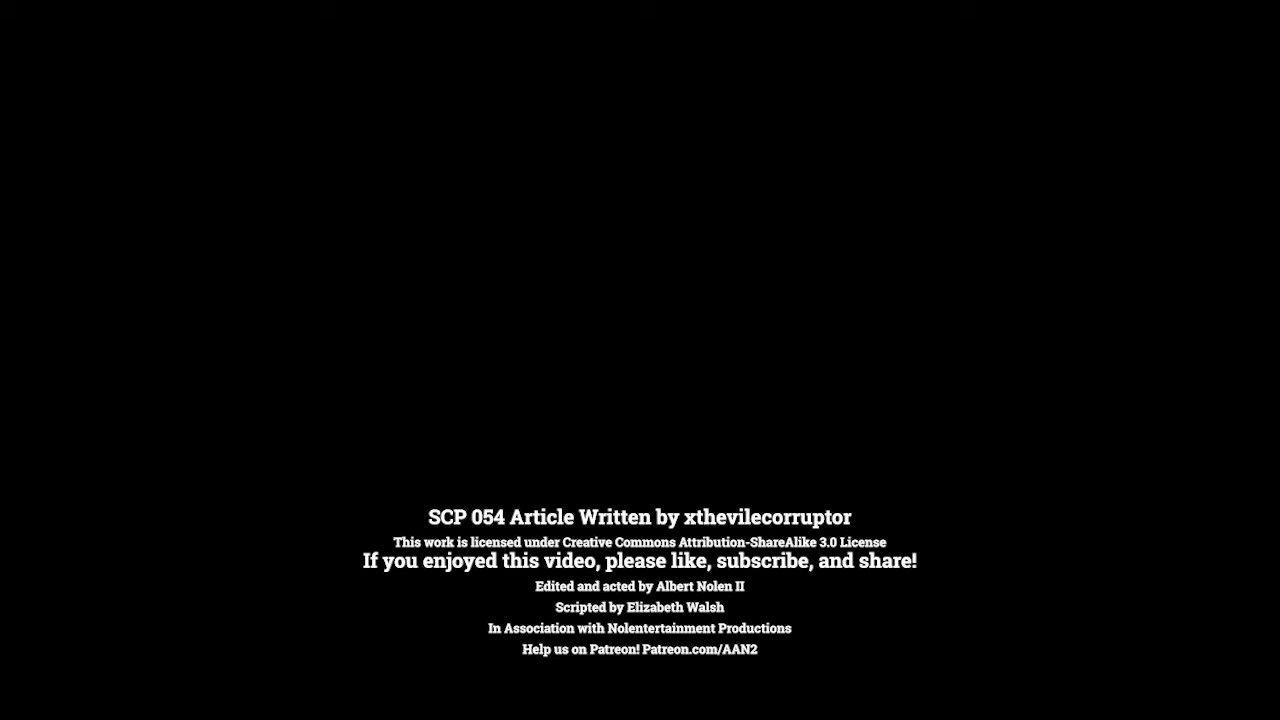 SCP 054 Article Written by xthevilecorruptor
This work is licensed under Creative Commons Attribution-ShareAlike 3.0 License
If you enjoyed this video, please like, subscribe, and share!
Edited and acted by Albert Nolen II
Scripted by Elizabeth Walsh
In Association with Nolentertainment Productions
Help us on Patreon! Patreon.com/AAN2